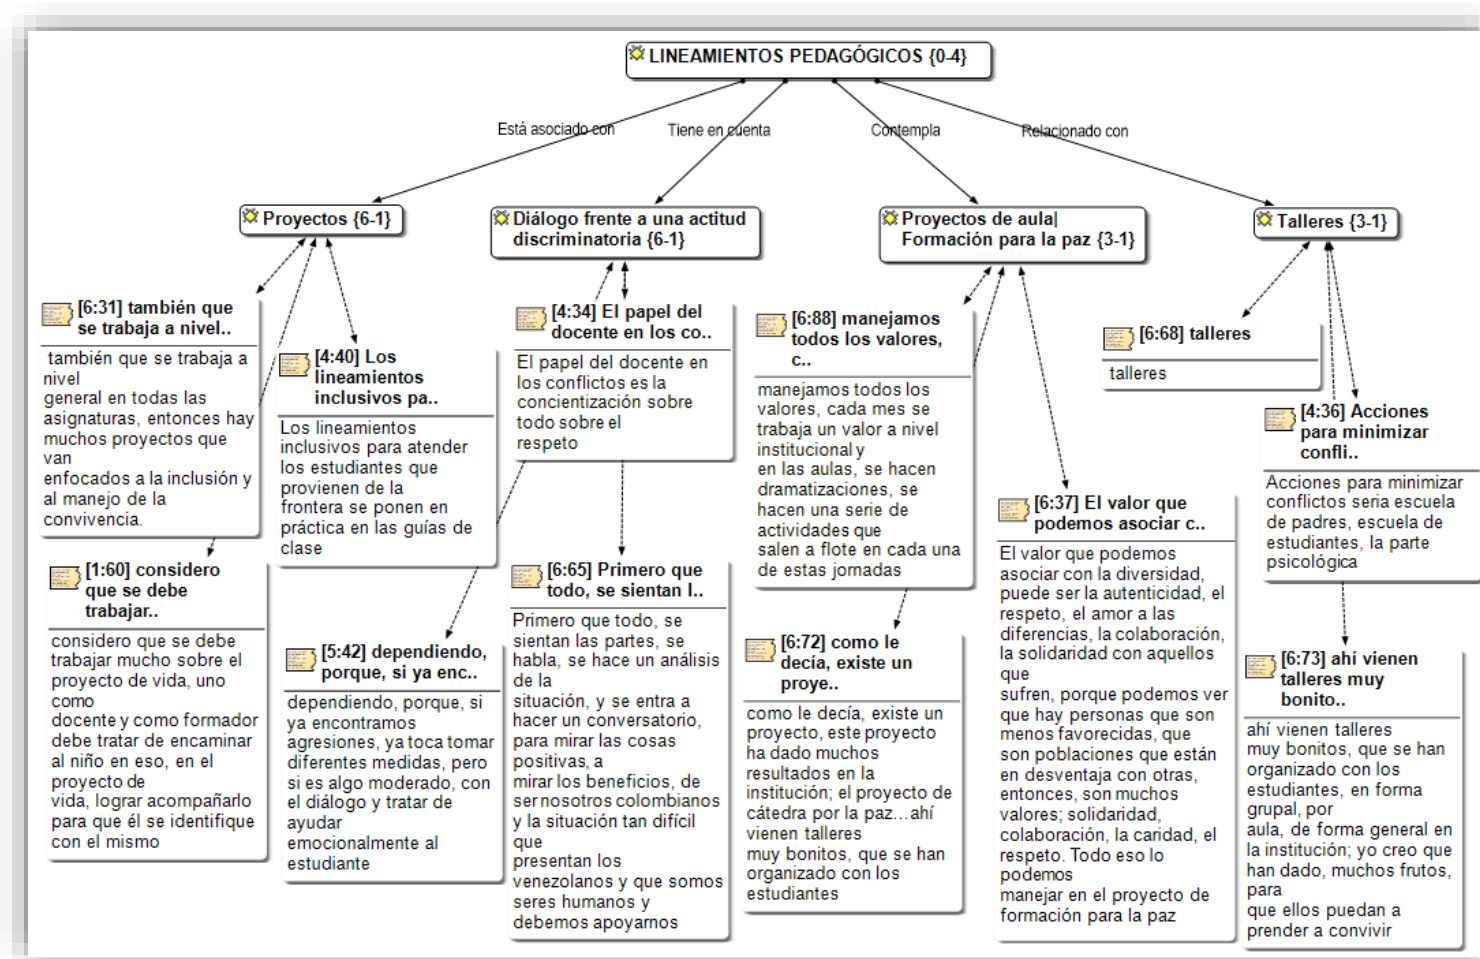 LINEAMIENTOS PEDAGÓGICOS {0-4}
Está asociado con
Tiene en cuenta
Contempla
Relacionado con
Proyectos {6-1}
Diálogo frente a una actitud
discriminatoria {6-1}
Proyectos de aula|
Formación para la paz {3-1}
Talleres {3-1}
[6:31] también que
se trabaja a nivel..
también que se trabaja a
nivel
general en todas las
asignaturas, entonces hay
muchos proyectos que
van
enfocados a la inclusión y
al manejo de la
convivencia.
[1:60] considero
que se debe
trabajar..
considero que se debe
trabajar mucho sobre el
proyecto de vida, uno
como
docente y como formador
debe tratar de encaminar
al niño en eso, en el
proyecto de
vida, lograr acompañarlo
para que él se identifique
con el mismo
[4:40] Los
lineamientos
inclusivos pa..
Los lineamientos
inclusivos para atender
los estudiantes que
provienen de la
frontera se ponen en
práctica en las guías de
clase
[5:42] dependiendo,
porque, si ya enc..
dependiendo, porque, si
ya encontramos
agresiones, ya toca tomar
diferentes medidas, pero
si es algo moderado, con
el diálogo y tratar de
ayudar
emocionalmente al
estudiante
[4:34] El papel del
docente en los co..
El papel del docente en
los conflictos es la
concientización sobre
todo sobre el
respeto
[6:65] Primero que
todo, se sientan l..
Primero que todo, se
sientan las partes, se
habla, se hace un análisis
de la
situación, y se entra a
hacer un conversatorio,
para mirar las cosas
positivas, a
mirar los beneficios, de
ser nosotros colombianos
y la situación tan difícil
que
presentan los
venezolanos y que somos
seres humanos y
debemos apoyarnos
[6:88] manejamos
todos los valores,
c..
manejamos todos los
valores, cada mes se
trabaja un valor a nivel
institucional y
en las aulas, se hacen
dramatizaciones, se
hacen una serie de
actividades que
salen a flote en cada una
de estas jornadas
[6:72] como le
decía, existe un
proye..
como le decía, existe un
proyecto, este proyecto
ha dado muchos
resultados en la
institución; el proyecto de
cátedra por la paz...ahí
vienen talleres
muy bonitos, que se han
organizado con los
estudiantes
[6:37] El valor que
podemos asociar c..
El valor que podemos
asociar con la diversidad,
puede ser la autenticidad, el
respeto, el amor a las
diferencias, la colaboración,
la solidaridad con aquellos
que
sufren, porque podemos ver
que hay personas que son
menos favorecidas, que
son poblaciones que están
en desventaja con otras,
entonces, son muchos
valores; solidaridad,
colaboración, la caridad, el
respeto. Todo eso lo
podemos
manejar en el proyecto de
formación para la paz
[6:68] talleres
talleres
[4:36] Acciones
para minimizar
confli..
Acciones para minimizar
conflictos seria escuela
de padres, escuela de
estudiantes, la parte
psicológica
[6:73] ahí vienen
talleres muy
bonito..
ahí vienen talleres
muy bonitos, que se han
organizado con los
estudiantes, en forma
grupal, por
aula, de forma general en
la institución; yo creo que
han dado, muchos frutos,
para
que ellos puedan a
prender a convivir